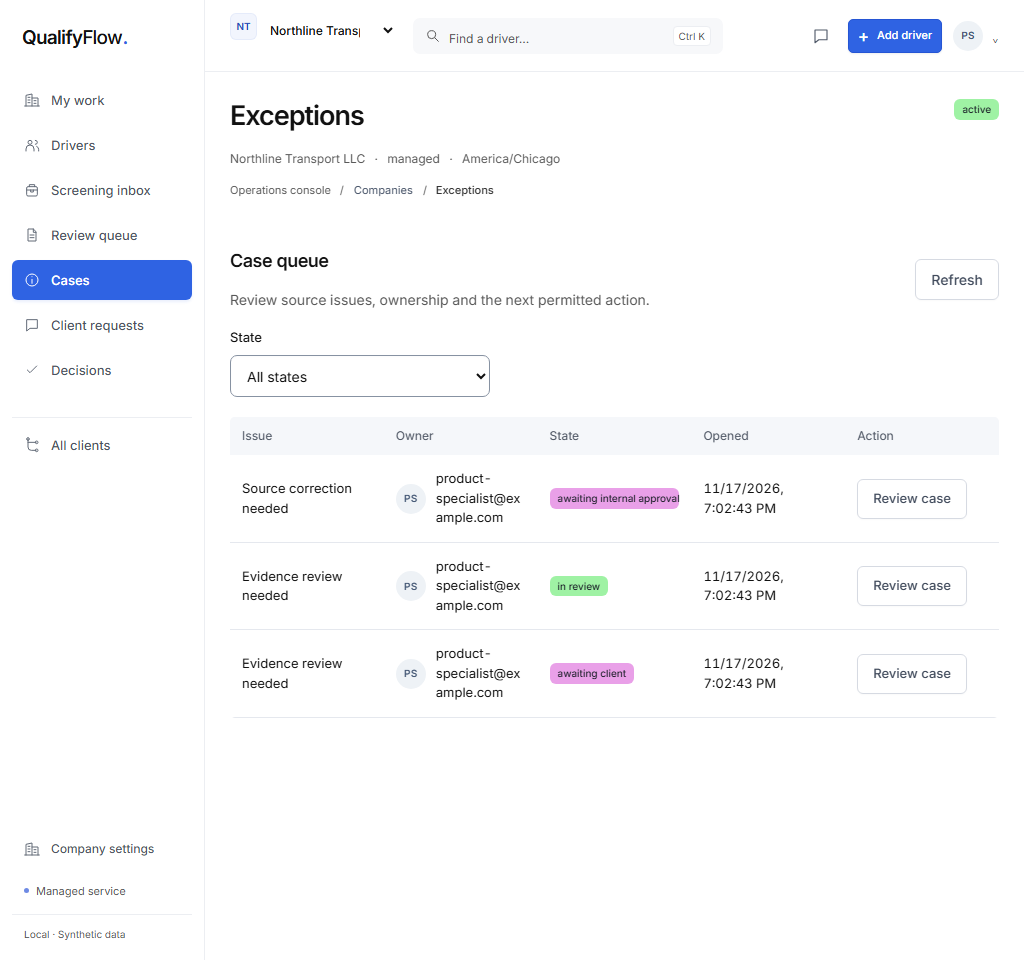 QualifyFlow.
NT
Northline Transp
Find a driver...
Ctrl K
+ Add driver
PS
My work
Drivers
Screening inbox
Review queue
Cases
Client requests
Decisions
All clients
Company settings
Managed service
Local · Synthetic data
Exceptions
active
Northline Transport LLC · managed · America/Chicago
Operations console / Companies / Exceptions
Case queue
Refresh
Review source issues, ownership and the next permitted action.
State
All states
Issue Owner State Opened Action
Source correction
needed
PS
product-
specialist@ex
ample.com
awaiting internal approval
11/17/2026,
7:02:43 PM
Review case
Evidence review
needed
PS
product-
specialist@ex
ample.com
in review
11/17/2026,
7:02:43 PM
Review case
Evidence review
needed
PS
product-
specialist@ex
ample.com
awaiting client
11/17/2026,
7:02:43 PM
Review case